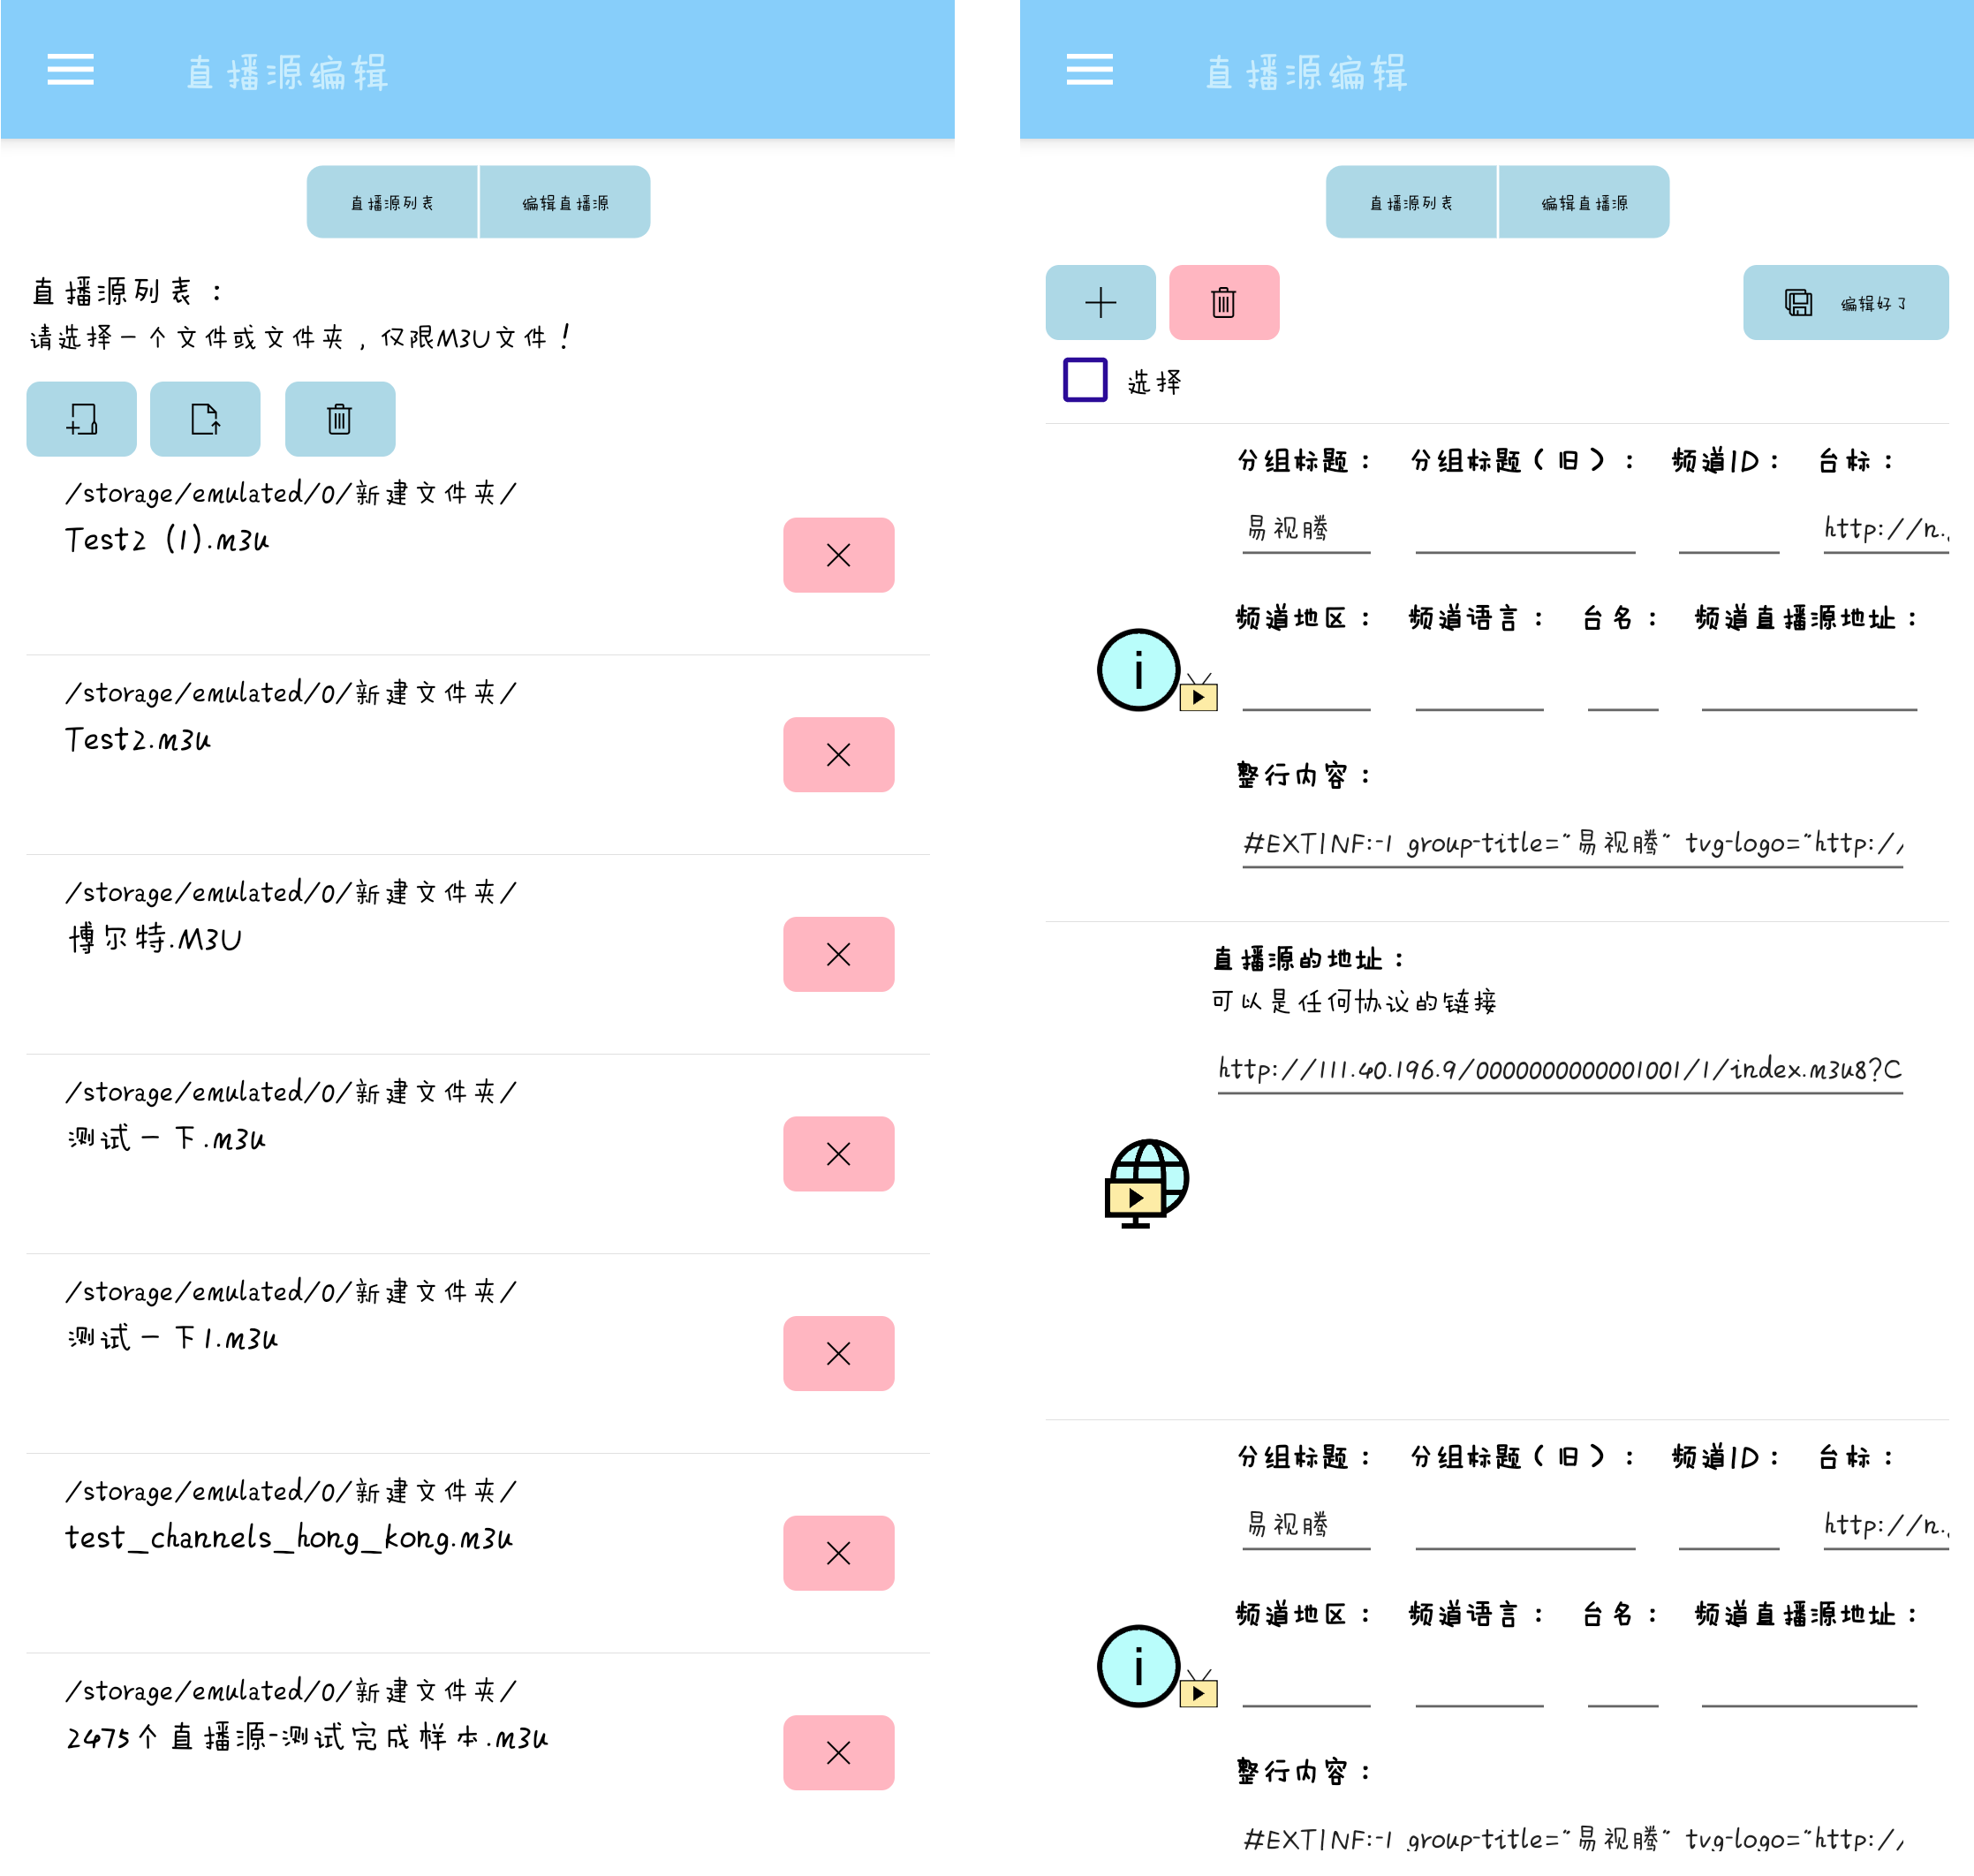 直播源编辑
直播源列表 编辑直播源
直播源列表：
请选择一个文件或文件夹，仅限M3U文件！
/storage/emulated/0/新建文件夹/
Test2 (1).m3u
/storage/emulated/0/新建文件夹/
Test2.m3u
/storage/emulated/0/新建文件夹/
博尔特.M3U
/storage/emulated/0/新建文件夹/
测试一下.m3u
/storage/emulated/0/新建文件夹/
测试一下1.m3u
/storage/emulated/0/新建文件夹/
test_channels_hong_kong.m3u
/storage/emulated/0/新建文件夹/
2475个直播源-测试完成样本.m3u
直播源编辑
直播源列表 编辑直播源
编辑好了
选择
分组标题： 分组标题（旧）： 频道ID： 台标：
易视腾 http://n.
频道地区： 频道语言： 台名： 频道直播源地址：
整行内容：
#EXTINF:-1 group-title="易视腾" tvg-logo="http:/
直播源的地址：
可以是任何协议的链接
http://111.40.196.9/0000000000001001/1/index.m3u8?C
分组标题： 分组标题（旧）： 频道ID： 台标：
易视腾 http://n.
频道地区： 频道语言： 台名： 频道直播源地址：
整行内容：
#EXTINF:-1 group-title="易视腾" tvg-logo="http:/